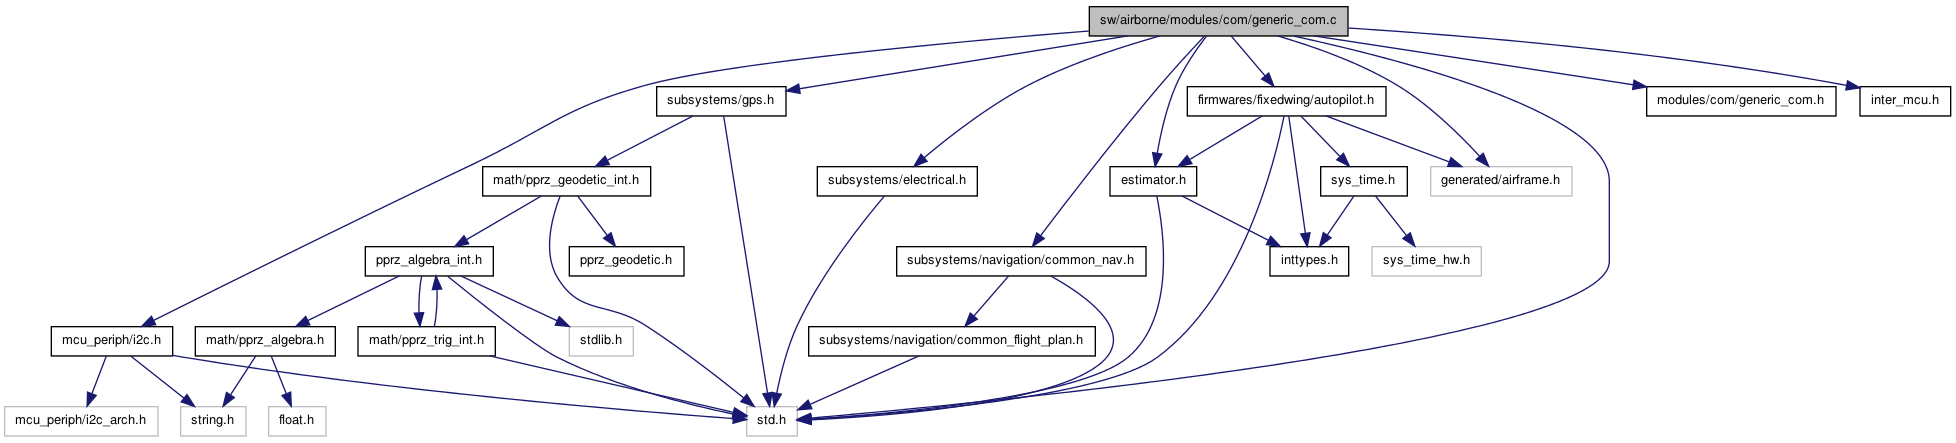 sw/airborne/modules/com/generic_com.c
subsystems/gps.h
firmwares/fixedwing/autopilot.h
modules/com/generic_com.h
inter_mcu.h
math/pprz_geodetic_int.h
subsystems/electrical.h
estimator.h
sys_time.h
generated/airframe.h
pprz_algebra_int.h
pprz_geodetic.h
subsystems/navigation/common_nav.h
inttypes.h
sys_time_hw.h
mcu_periph/i2c.h
math/pprz_algebra.h
math/pprz_trig_int.h
stdlib.h
subsystems/navigation/common_flight_plan.h
mcu_periph/i2c_arch.h
string.h
float.h
std.h